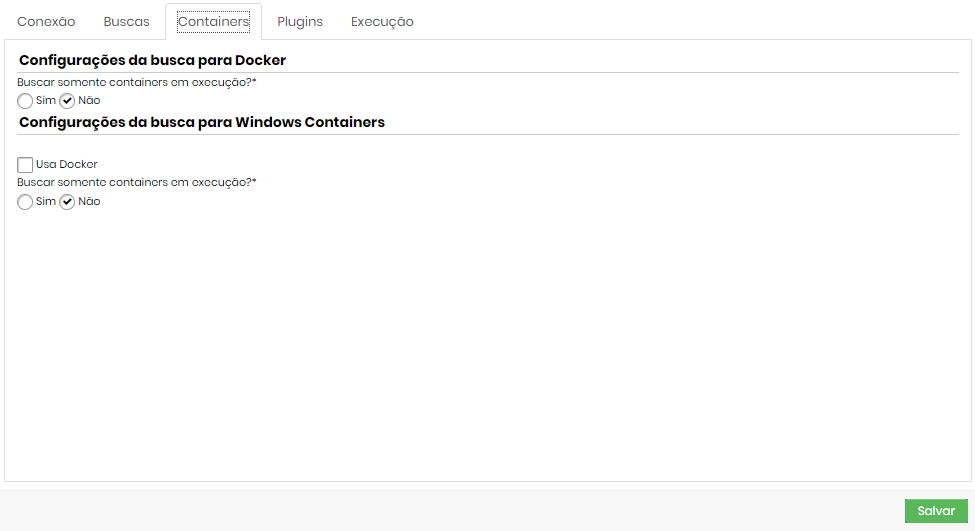 Conexão Buscas Containers Plugins Execução
Configurações da busca para Docker
Buscar somente containers em execução?*
Sim Não
Configurações da busca para Windows Containers
Usa Docker
Buscar somente containers em execução?*
Sim Não
Salvar